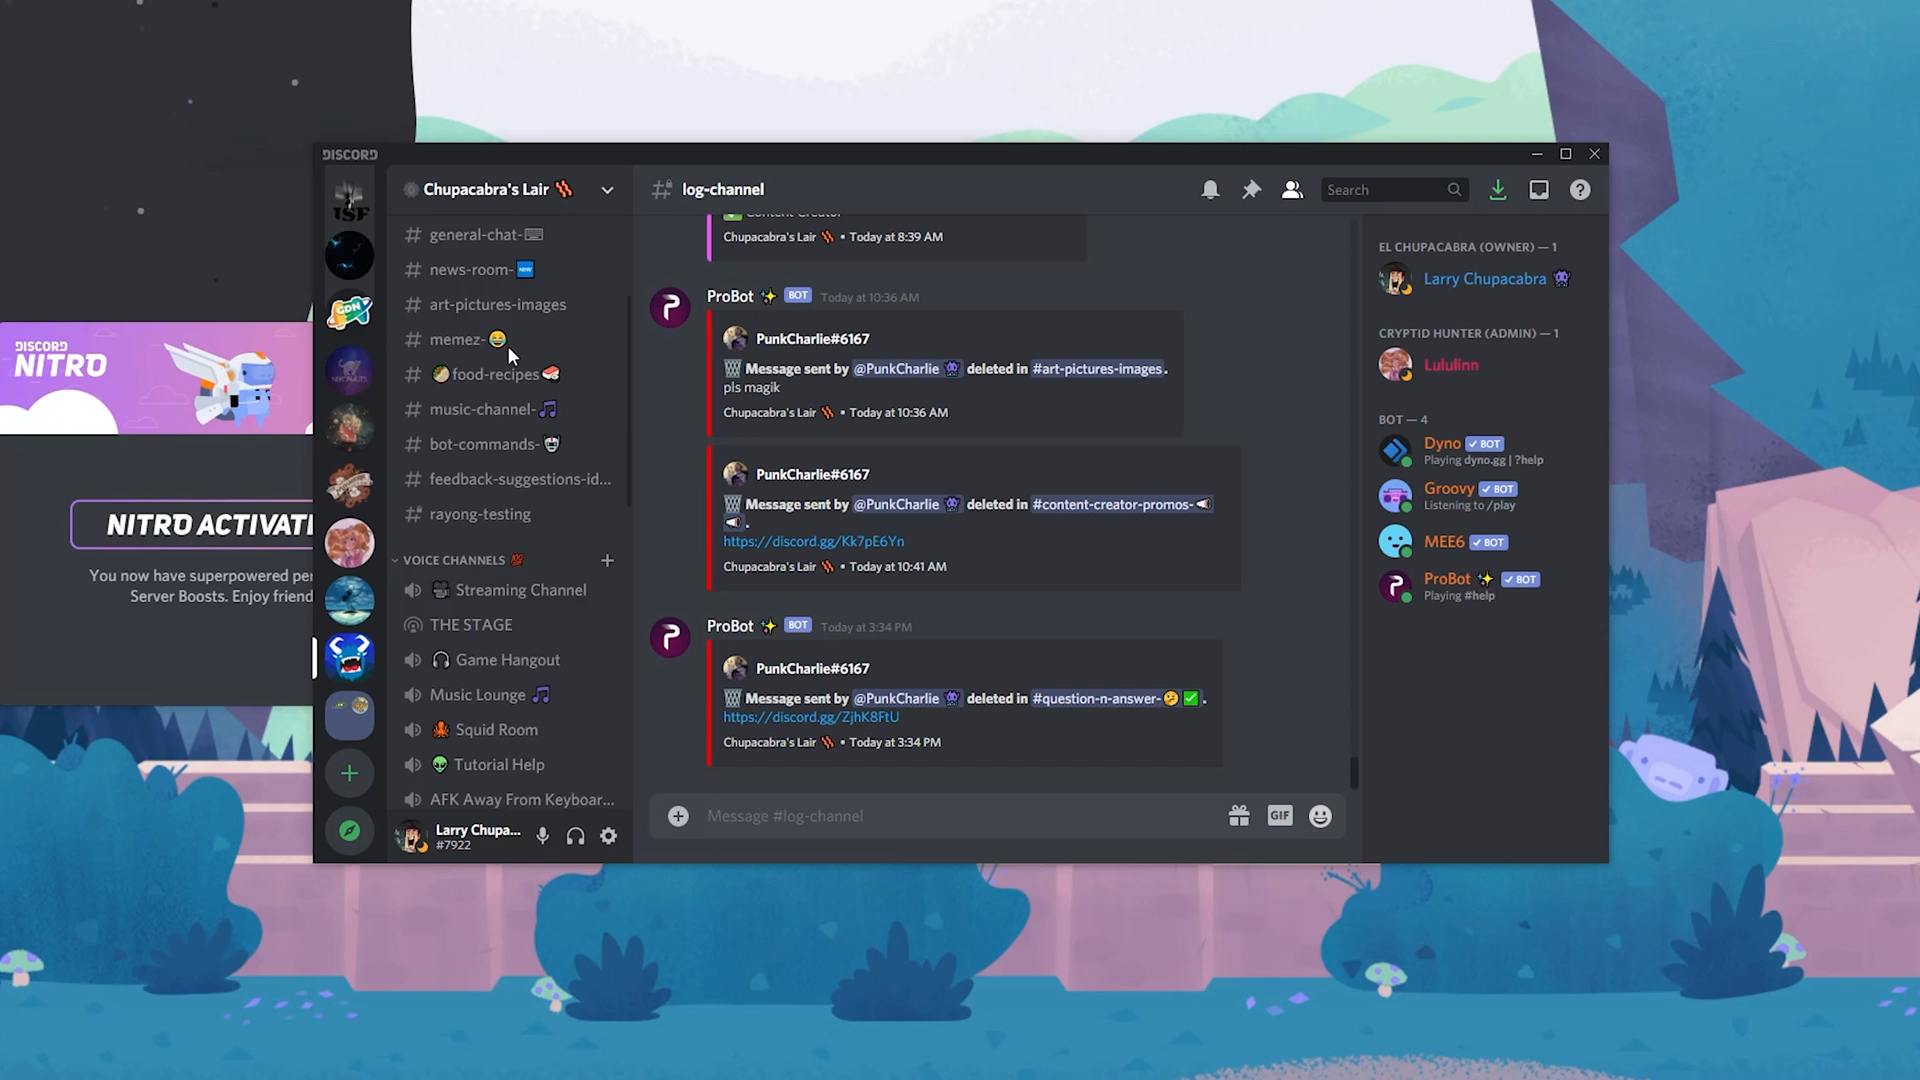 DISCORD
TSF
GDN
DISCORD
NITRO
NITRO ACTIVATI
You now have superpowered per
Server Boosts. Enjoy friend
Chupacabra's Lair
general-chat-
news-room-
art-pictures-images
memez-
food-recipes
music-channel-
bot-commands-
feedback-suggestions-id...
rayong-testing
VOICE CHANNELS
Streaming Channel
THE STAGE
Game Hangout
Music Lounge
Squid Room
Tutorial Help
AFK Away From Keyboar...
Larry Chupa...
#7922
log-channel
Search
Content Creator
Chupacabra's Lair • Today at 8:39 AM
ProBot ✨ BOT Today at 10:36 AM
PunkCharlie#6167
Message sent by @PunkCharlie deleted in #art-pictures-images.
pls magik
Chupacabra's Lair • Today at 10:36 AM
PunkCharlie#6167
Message sent by @PunkCharlie deleted in #content-creator-promos-
.
https://discord.gg/Kk7pE6Yn
Chupacabra's Lair • Today at 10:41 AM
ProBot ✨ BOT Today at 3:34 PM
PunkCharlie#6167
Message sent by @PunkCharlie deleted in #question-n-answer- .
https://discord.gg/ZjhK8FtU
Chupacabra's Lair • Today at 3:34 PM
Message #log-channel
GIF
EL CHUPACABRA (OWNER) — 1
Larry Chupacabra
CRYPTID HUNTER (ADMIN) — 1
Lululinn
BOT — 4
Dyno ✓ BOT
Playing dyno.gg | ?help
Groovy ✓ BOT
Listening to /play
MEE6 ✓ BOT
ProBot ✨ ✓ BOT
Playing #help